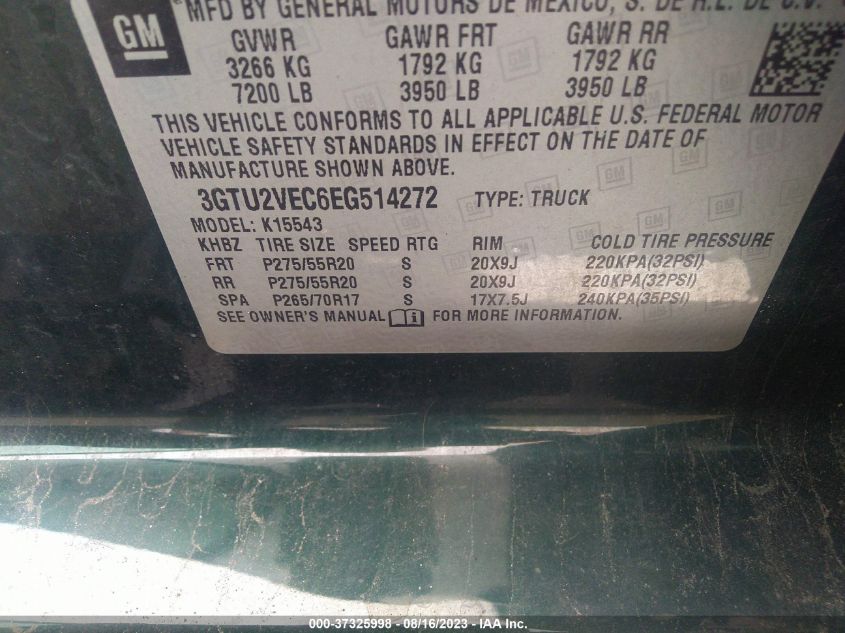 GM
MFD BY GENERAL MOTORS DE MEXICO, S. DE R.L. DE C.V.
GVWR GAWR FRT GAWR RR
3266 KG 1792 KG 1792 KG
7200 LB 3950 LB 3950 LB
THIS VEHICLE CONFORMS TO ALL APPLICABLE U.S. FEDERAL MOTOR
VEHICLE SAFETY STANDARDS IN EFFECT ON THE DATE OF
MANUFACTURE SHOWN ABOVE.
3GTU2VEC6EG514272 TYPE: TRUCK
MODEL: K15543
KHBZ TIRE SIZE SPEED RTG RIM COLD TIRE PRESSURE
FRT P275/55R20 S 20X9J 220KPA(32PSI)
RR P275/55R20 S 20X9J 220KPA(32PSI)
SPA P265/70R17 S 17X7.5J 240KPA(35PSI)
SEE OWNER'S MANUAL FOR MORE INFORMATION.
000-37325998 - 08/16/2023 - IAA Inc.